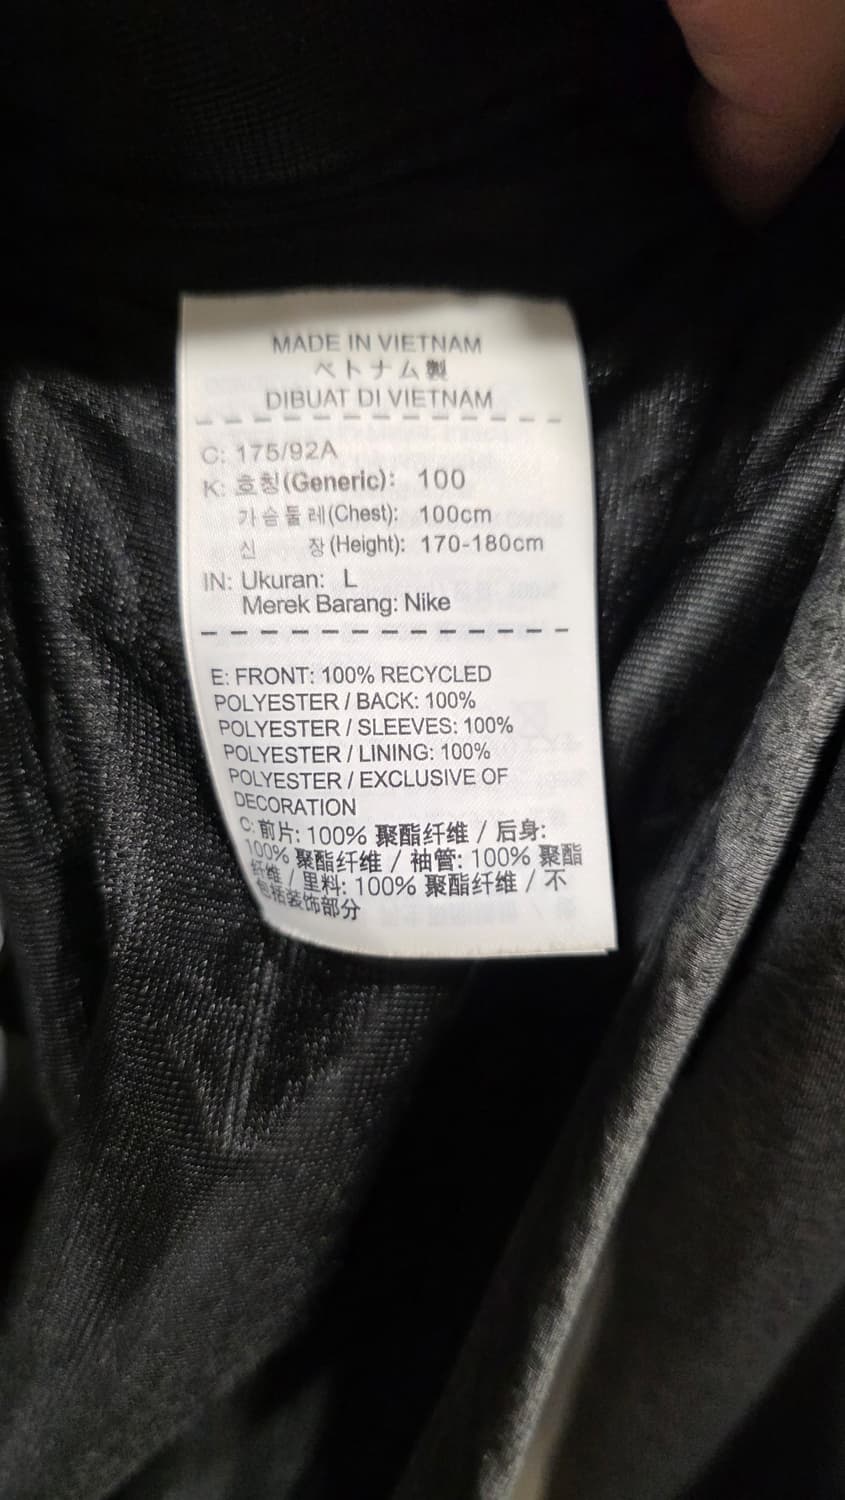 MADE IN VIETNAM
ベトナム製
DIBUAT DI VIETNAM
C: 175/92A
K: 호칭(Generic): 100
가슴둘레(Chest): 100cm
신 장(Height): 170-180cm
IN: Ukuran: L
Merek Barang: Nike
E: FRONT: 100% RECYCLED
POLYESTER / BACK: 100%
POLYESTER / SLEEVES: 100%
POLYESTER / LINING: 100%
POLYESTER / EXCLUSIVE OF
DECORATION
C: 前片: 100% 聚酯纤维 / 后身:
100% 聚酯纤维 / 袖管: 100% 聚酯
纤维 / 里料: 100% 聚酯纤维 / 不
包括装饰部分